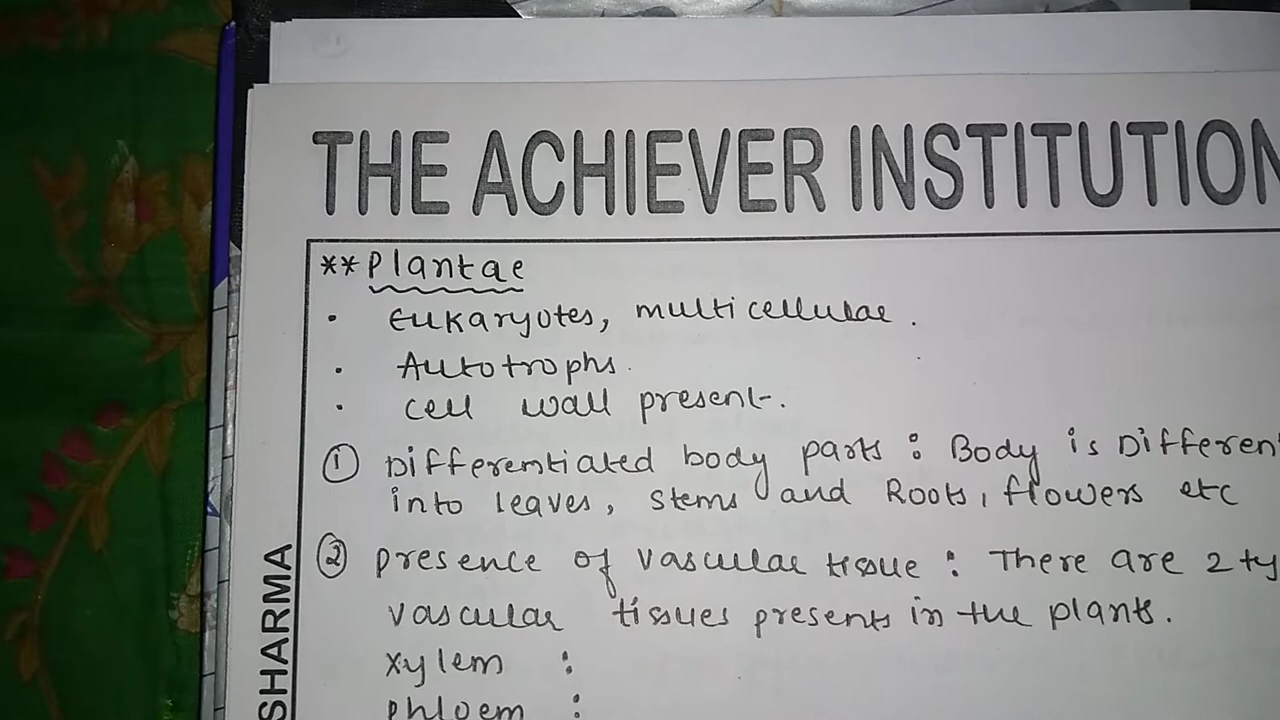 THE ACHIEVER INSTITUTION
** Plantae
• Eukaryotes, multicellular.
• Autotrophs.
• cell wall present.
① Differentiated body parts : Body is Different
into leaves, stems and Roots, flowers etc
② presence of vascular tissue : There are 2 ty
vascular tissues presents in the plants.
xylem :
phloem :
SHARMA